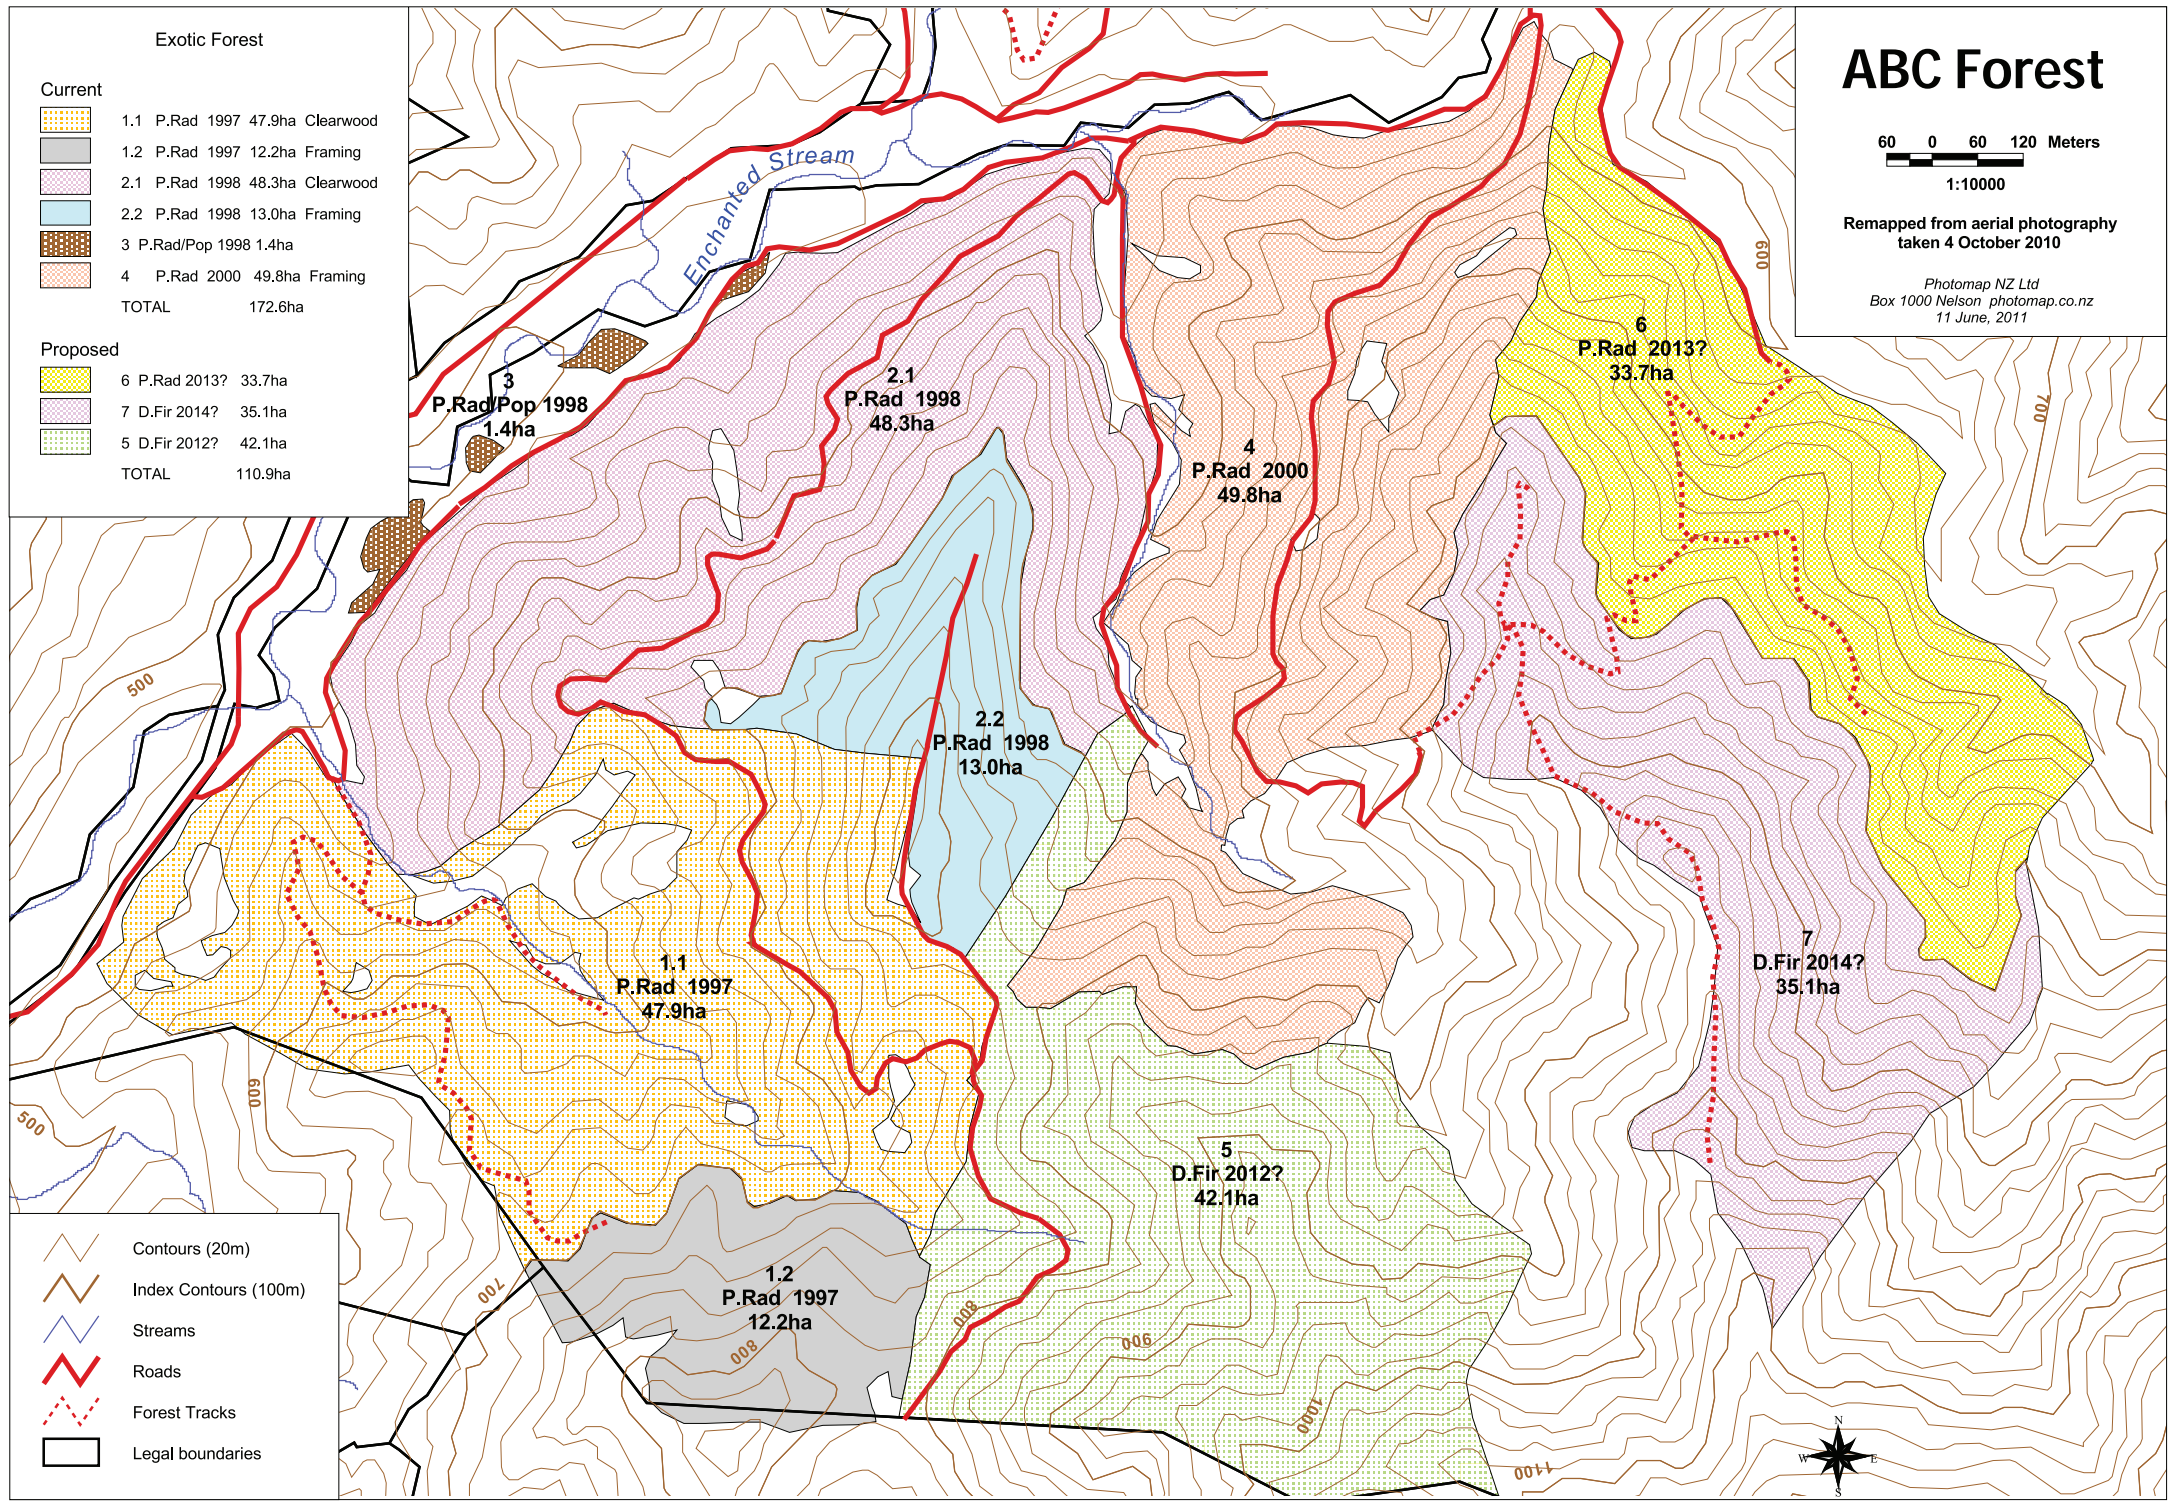 Exotic Forest
Current
1.1 P.Rad 1997 47.9ha Clearwood
1.2 P.Rad 1997 12.2ha Framing
2.1 P.Rad 1998 48.3ha Clearwood
2.2 P.Rad 1998 13.0ha Framing
3 P.Rad/Pop 1998 1.4ha
4 P.Rad 2000 49.8ha Framing
TOTAL 172.6ha
Proposed
6 P.Rad 2013? 33.7ha
7 D.Fir 2014? 35.1ha
5 D.Fir 2012? 42.1ha
TOTAL 110.9ha
ABC Forest
60 0 60 120 Meters
1:10000
Remapped from aerial photography
taken 4 October 2010
Photomap NZ Ltd
Box 1000 Nelson photomap.co.nz
11 June, 2011
Enchanted Stream
600
700
6
P.Rad 2013?
33.7ha
3
P.Rad/Pop 1998
1.4ha
2.1
P.Rad 1998
48.3ha
4
P.Rad 2000
49.8ha
500
2.2
P.Rad 1998
13.0ha
1.1
P.Rad 1997
47.9ha
7
D.Fir 2014?
35.1ha
600
500
5
D.Fir 2012?
42.1ha
700
1.2
P.Rad 1997
12.2ha
800
800
900
1000
1100
Contours (20m)
Index Contours (100m)
Streams
Roads
Forest Tracks
Legal boundaries
N
W E
S